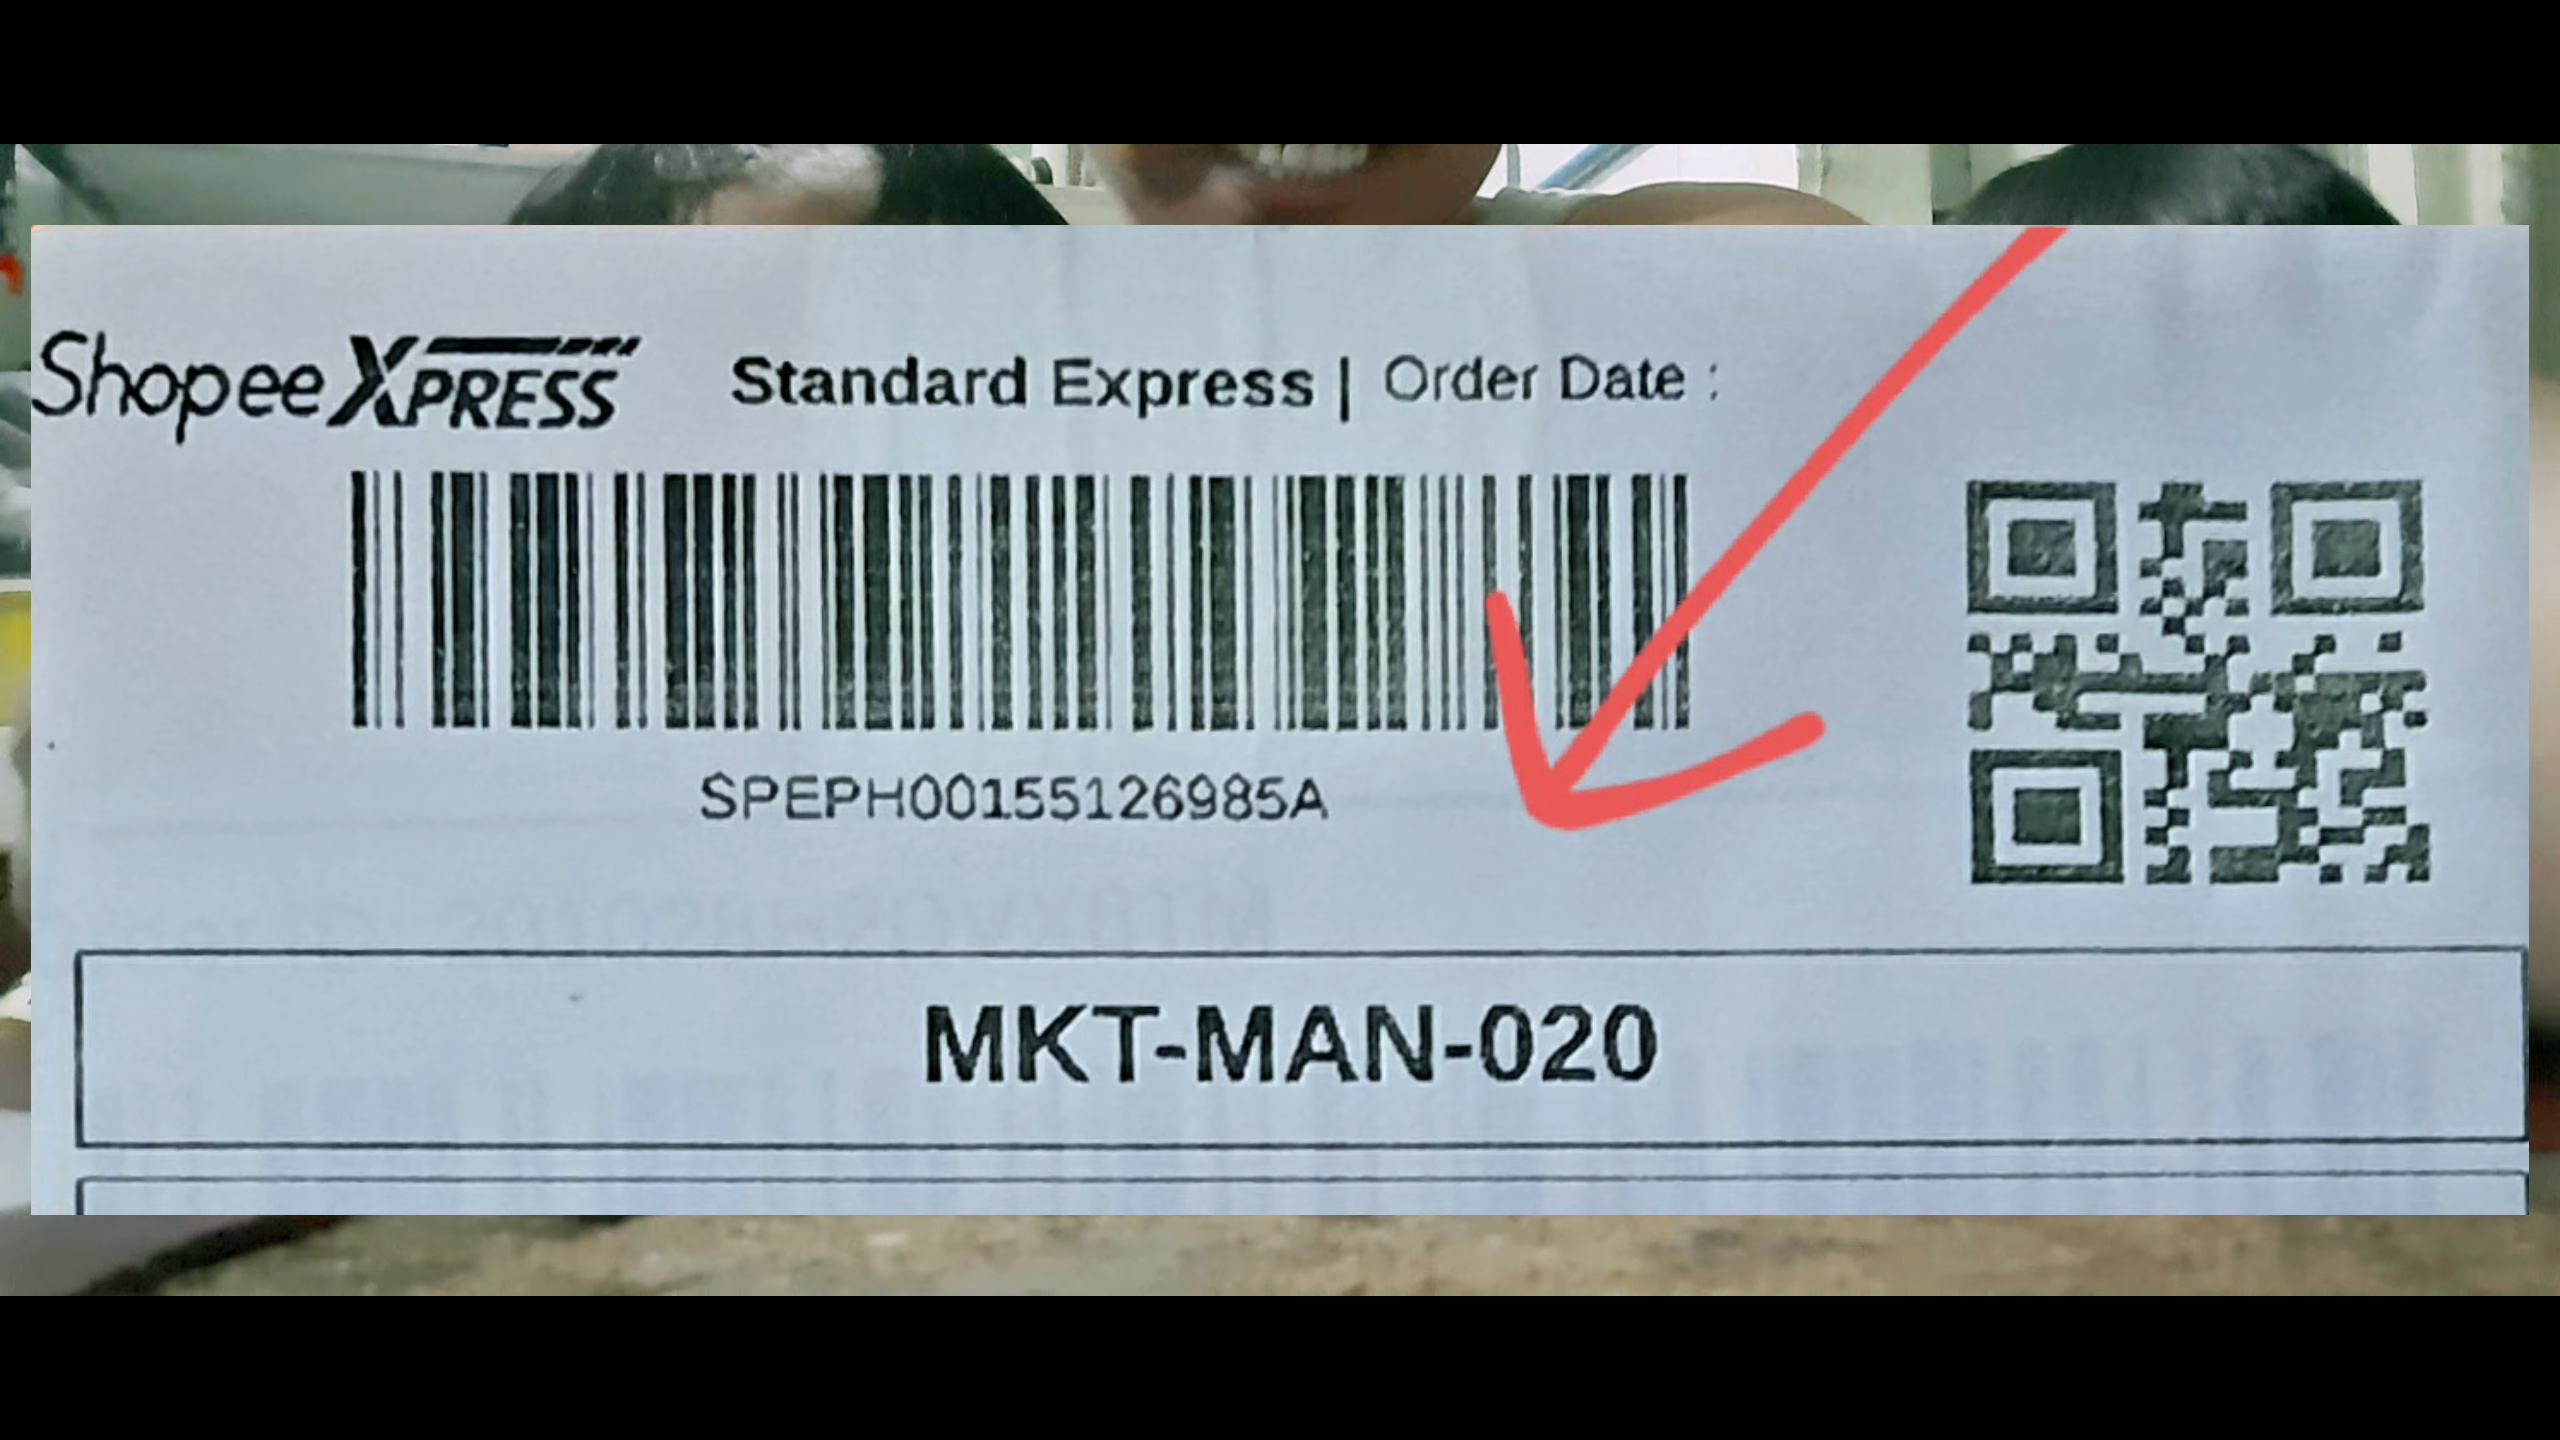 Shopee XPRESS Standard Express | Order Date :
SPEPH00155126985A
MKT-MAN-020